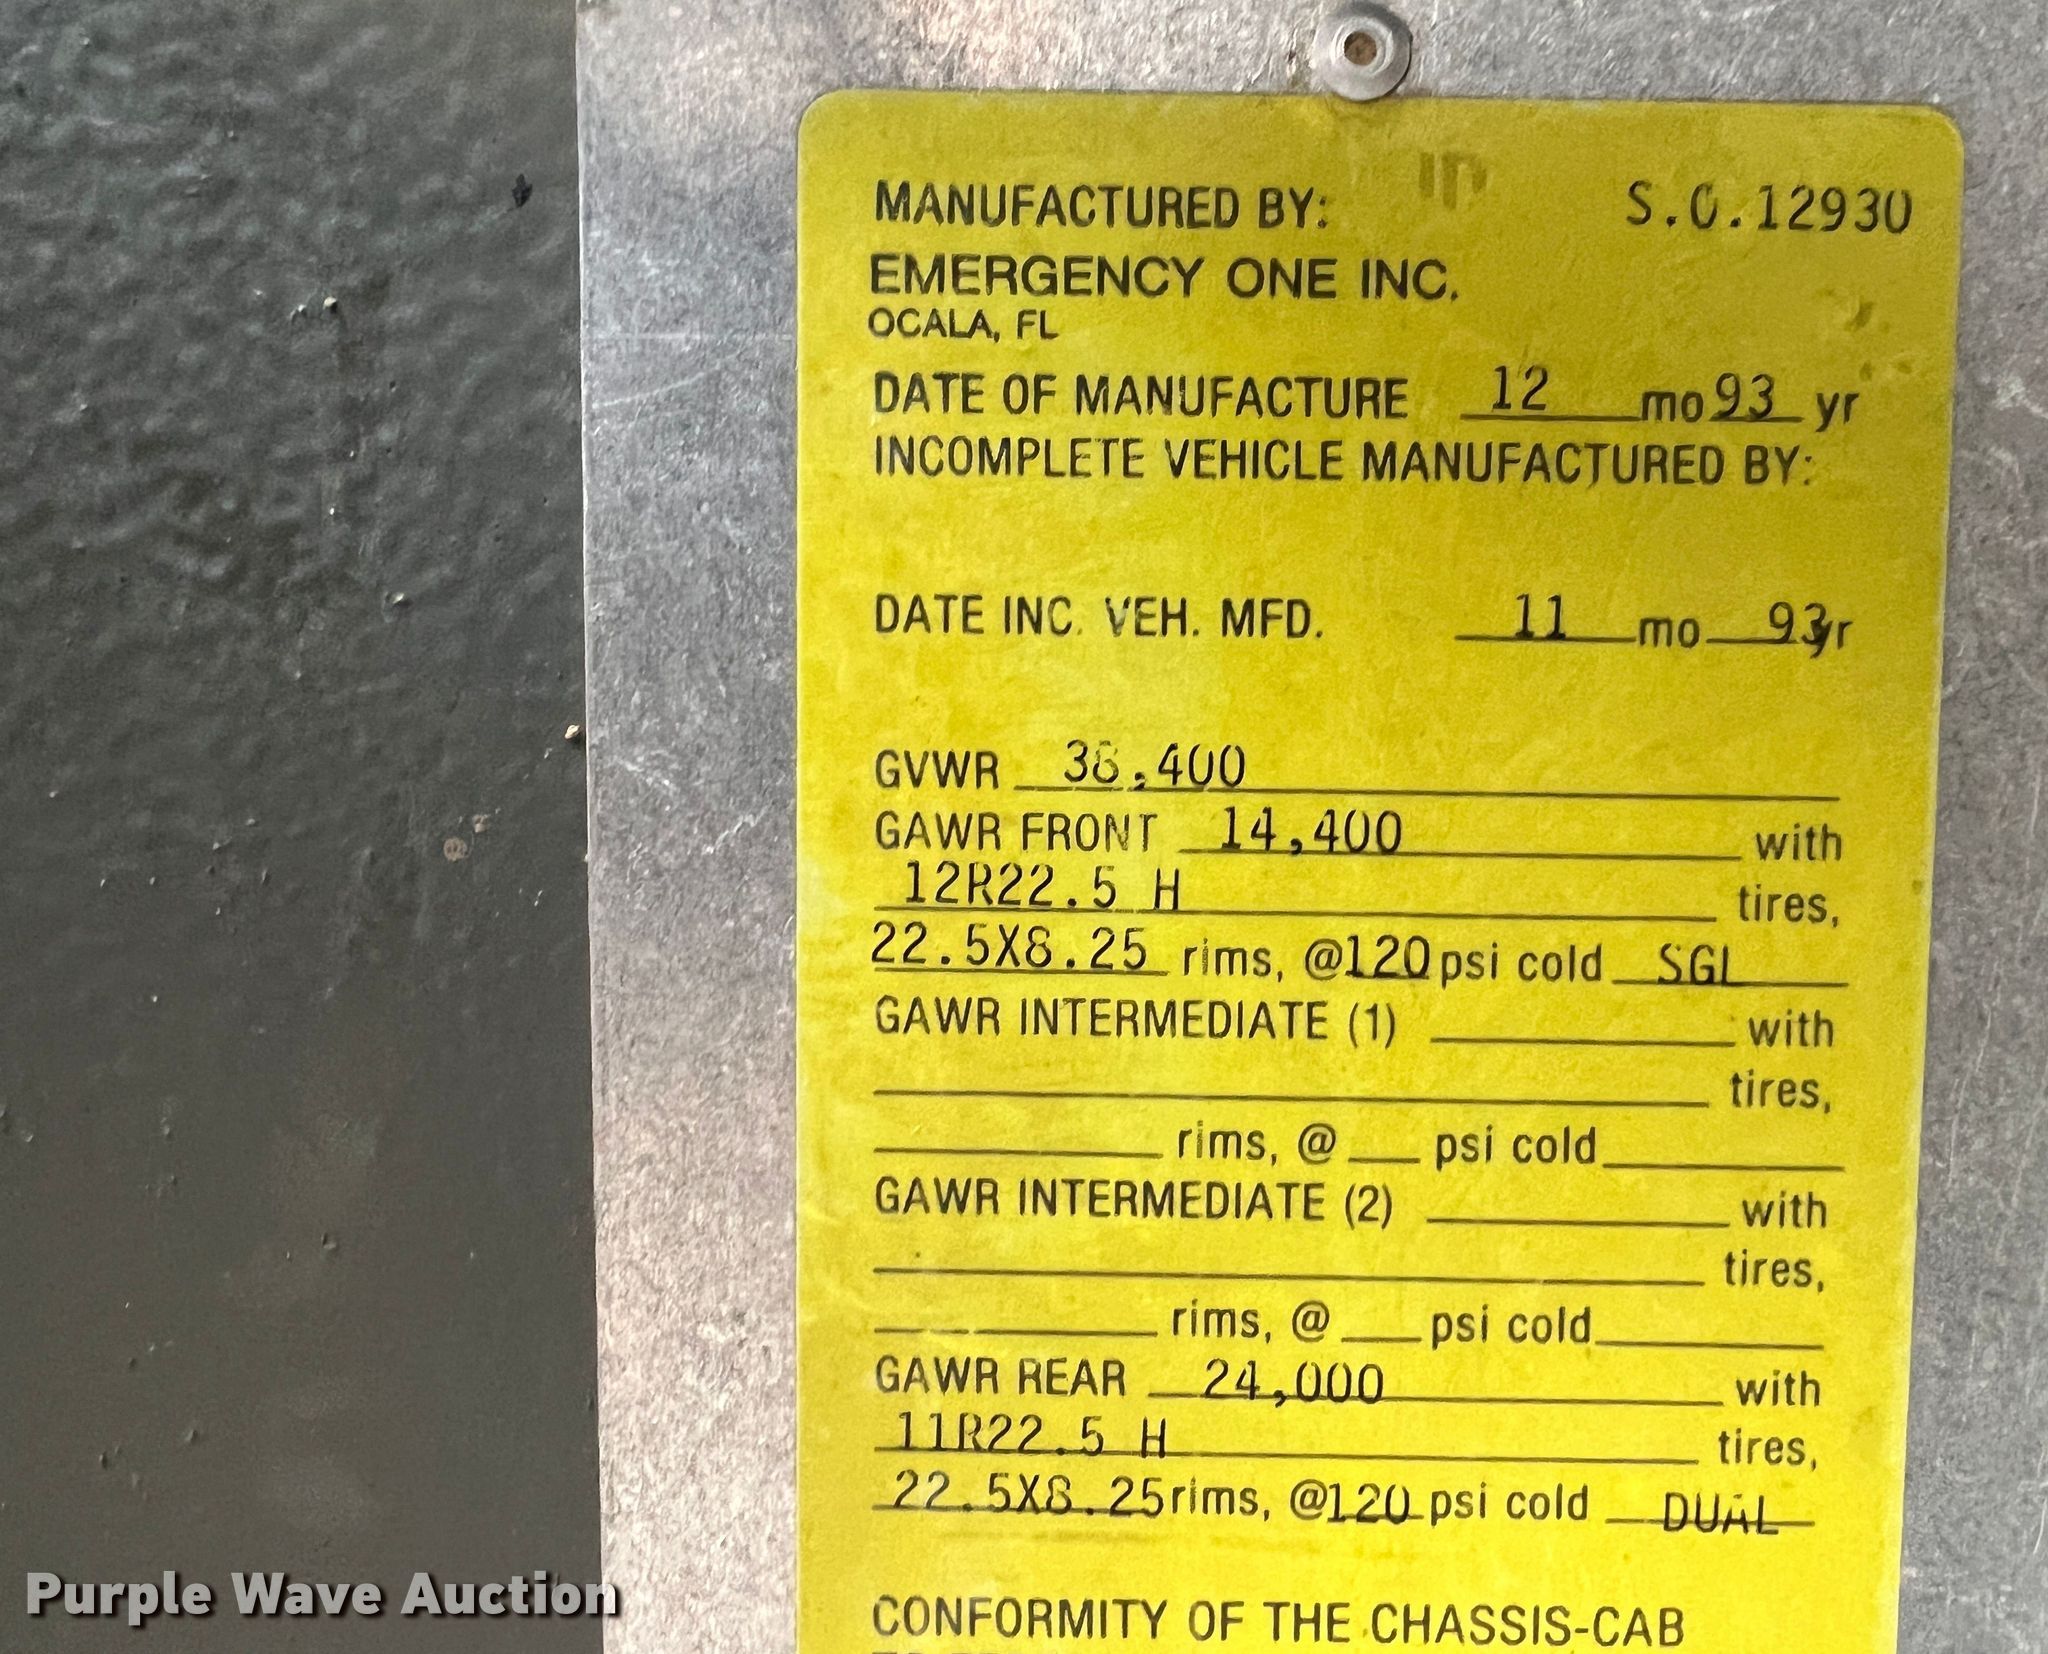 MANUFACTURED BY: S.O.12930
EMERGENCY ONE INC.
OCALA, FL
DATE OF MANUFACTURE 12 mo 93 yr
INCOMPLETE VEHICLE MANUFACTURED BY:
DATE INC. VEH. MFD. 11 mo 93 yr
GVWR 38,400
GAWR FRONT 14,400 with
12R22.5 H tires,
22.5X8.25 rims, @120 psi cold SGL
GAWR INTERMEDIATE (1) with
tires,
rims, @ psi cold
GAWR INTERMEDIATE (2) with
tires,
rims, @ psi cold
GAWR REAR 24,000 with
11R22.5 H tires,
22.5X8.25 rims, @120 psi cold DUAL
CONFORMITY OF THE CHASSIS-CAB
Purple Wave Auction